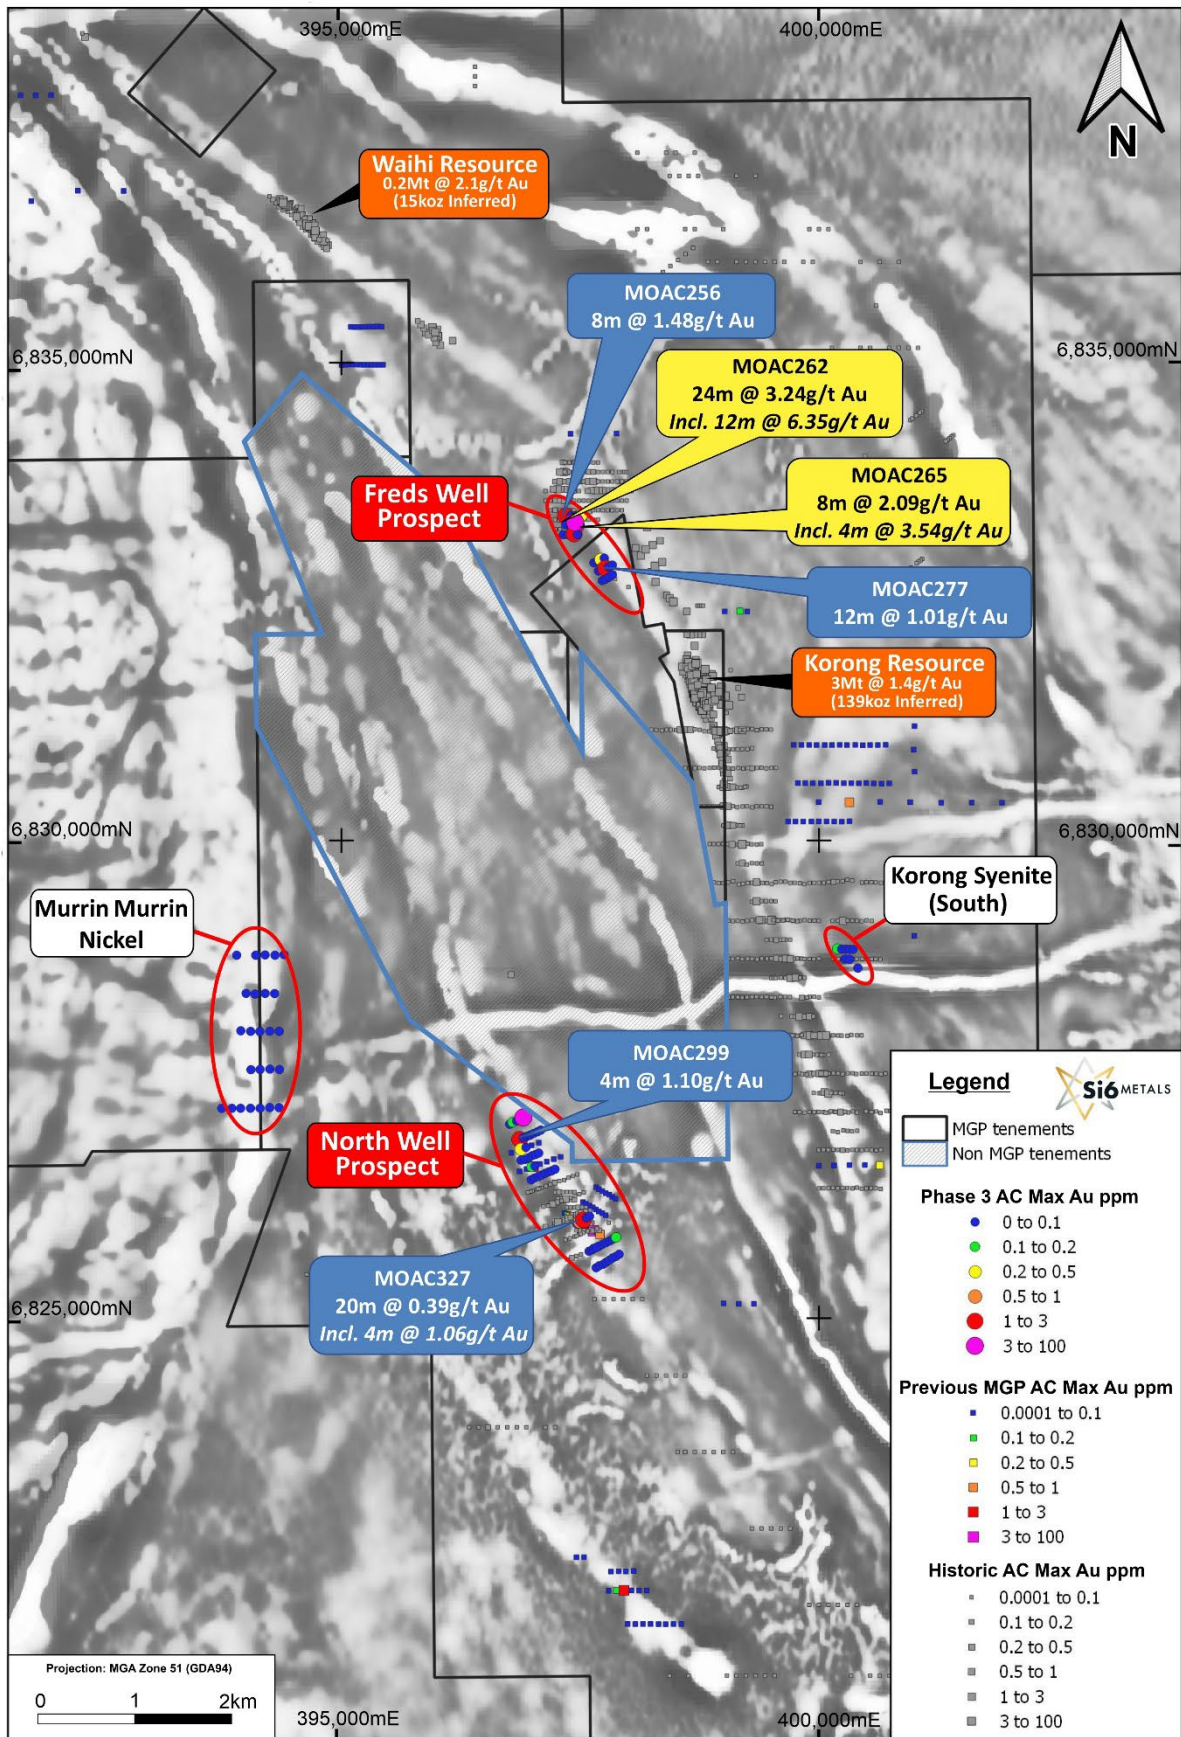 395,000mE
400,000mE
N
Waihi Resource
0.2Mt @ 2.1g/t Au
(15koz Inferred)
MOAC256
8m @ 1.48g/t Au
6,835,000mN
6,835,000mN
MOAC262
24m @ 3.24g/t Au
Incl. 12m @ 6.35g/t Au
Freds Well
Prospect
MOAC265
8m @ 2.09g/t Au
Incl. 4m @ 3.54g/t Au
MOAC277
12m @ 1.01g/t Au
Korong Resource
3Mt @ 1.4g/t Au
(139koz Inferred)
6,830,000mN
6,830,000mN
Murrin Murrin
Nickel
Korong Syenite
(South)
MOAC299
4m @ 1.10g/t Au
North Well
Prospect
MOAC327
20m @ 0.39g/t Au
Incl. 4m @ 1.06g/t Au
6,825,000mN
Legend
Si6 METALS
MGP tenements
Non MGP tenements
Phase 3 AC Max Au ppm
0 to 0.1
0.1 to 0.2
0.2 to 0.5
0.5 to 1
1 to 3
3 to 100
Previous MGP AC Max Au ppm
0.0001 to 0.1
0.1 to 0.2
0.2 to 0.5
0.5 to 1
1 to 3
3 to 100
Historic AC Max Au ppm
0.0001 to 0.1
0.1 to 0.2
0.2 to 0.5
0.5 to 1
1 to 3
3 to 100
Projection: MGA Zone 51 (GDA94)
0 1 2km
395,000mE
400,000mE